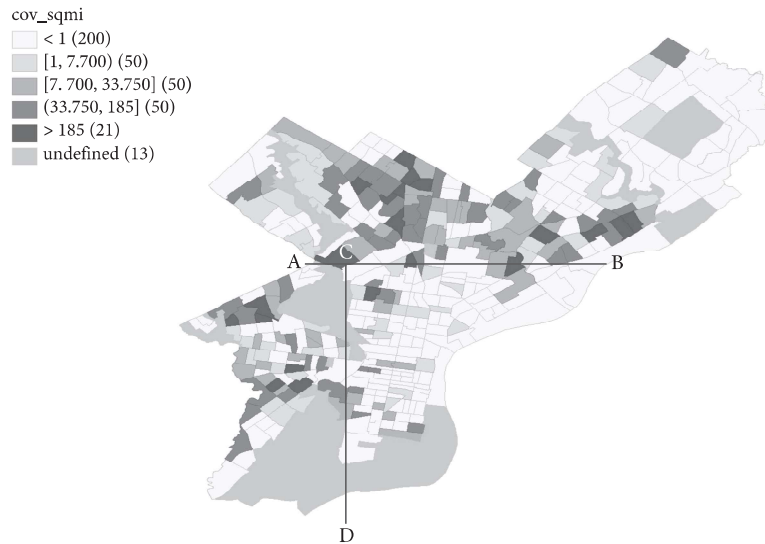 cov_sqmi
< 1 (200)
[1, 7.700) (50)
[7. 700, 33.750] (50)
(33.750, 185] (50)
> 185 (21)
undefined (13)
C
A
B
D